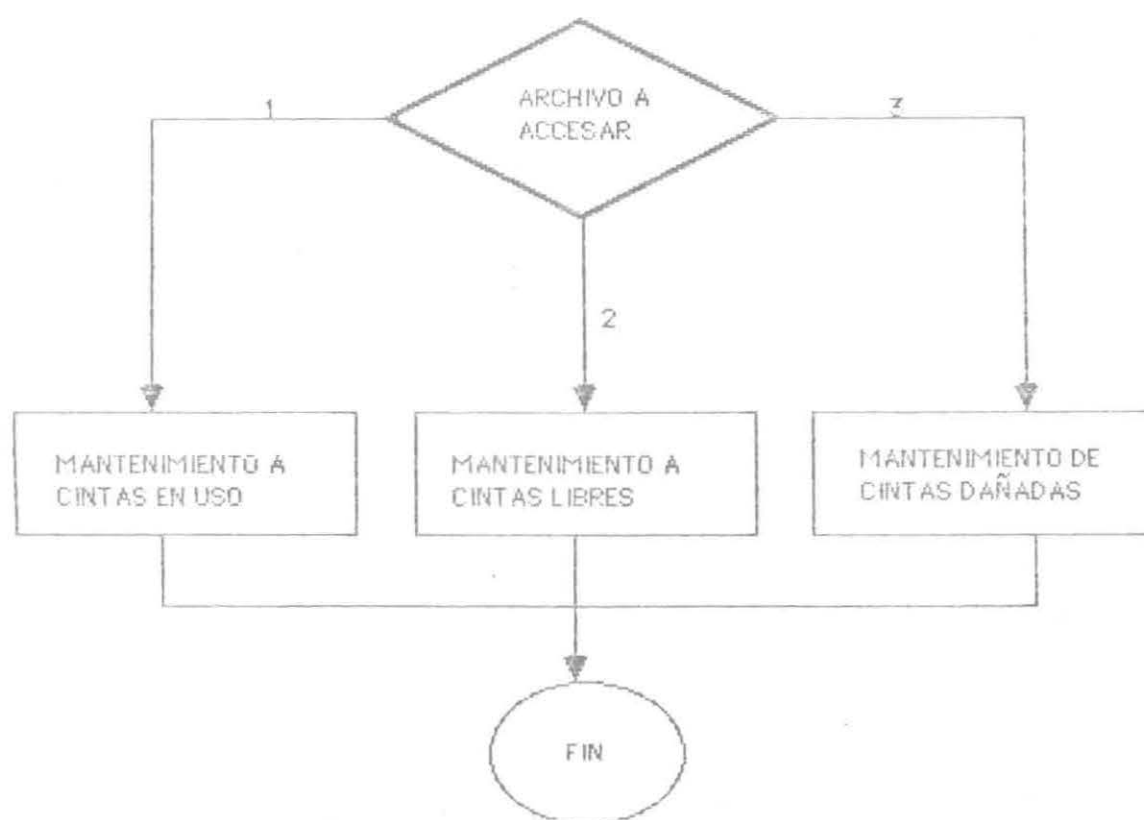 ARCHIVO A
ACCESAR
1
3
2
MANTENIMIENTO A
CINTAS EN USO
MANTENIMIENTO A
CINTAS LIBRES
MANTENIMIENTO DE
CINTAS DAÑADAS
FIN